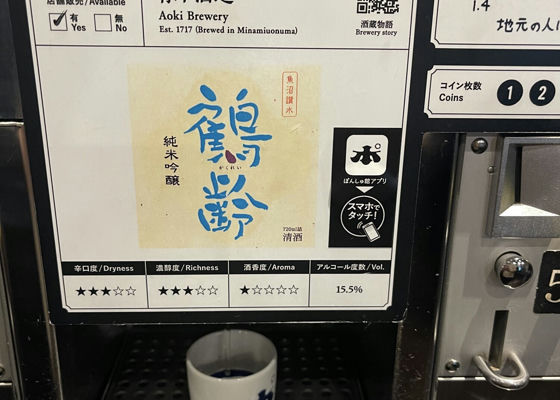 店舗販売/Available
有 Yes
無 No
Aoki Brewery
Est. 1717 (Brewed in Minamiuonuma)
酒蔵物語
Brewery story
1.4
地元の人
コイン枚数
Coins
1 2
魚沼讃水
鶴齢
かくれい
純米吟醸
720ml詰
清酒
ぽ
ぽんしゅ館アプリ
スマホで
タッチ!
辛口度/Dryness
濃醇度/Richness
酒香度/Aroma
アルコール度数/Vol.
★★★☆☆
★★★☆☆
★☆☆☆☆
15.5%
5